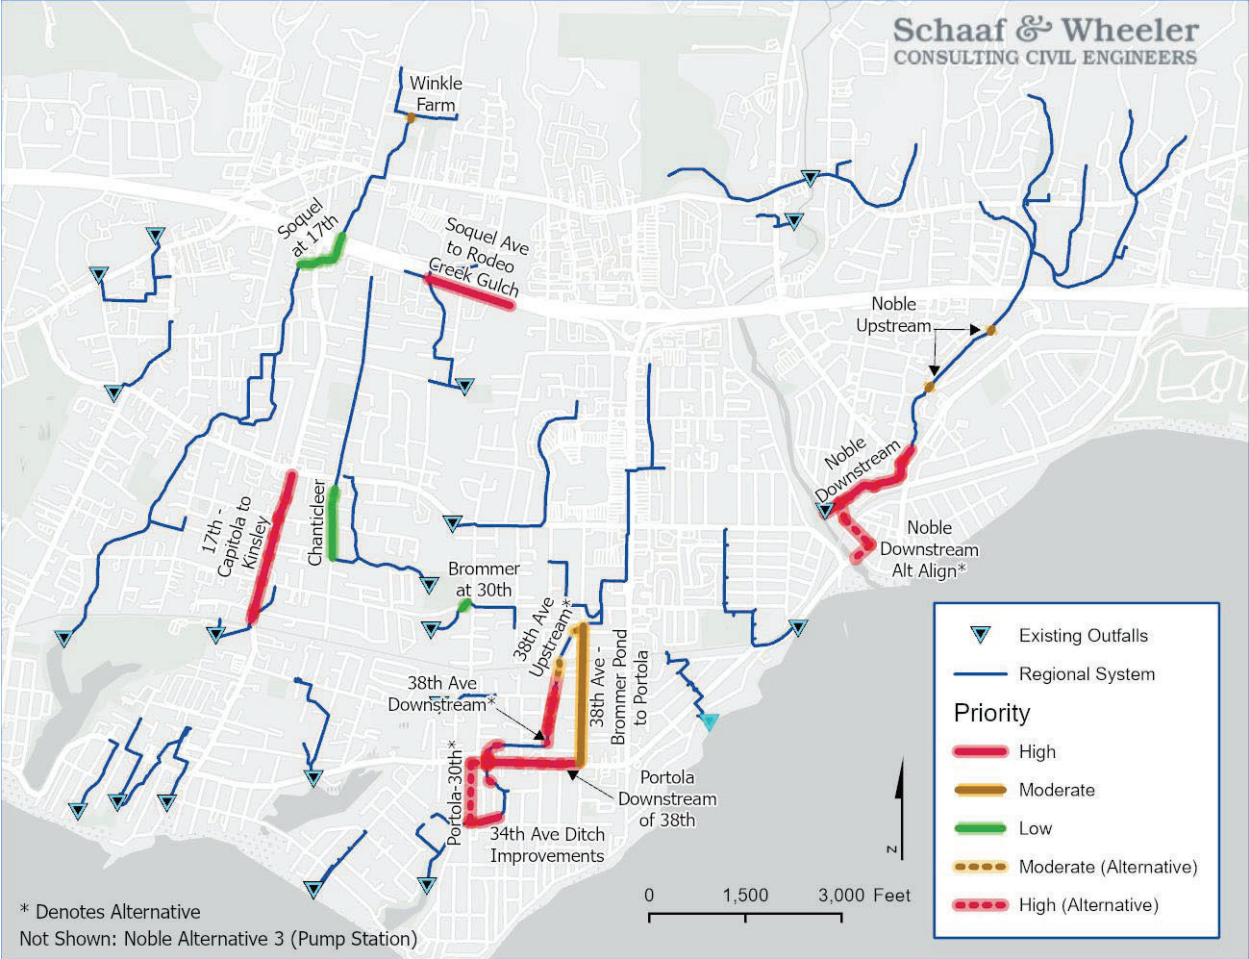 Schaaf & Wheeler
CONSULTING CIVIL ENGINEERS
Winkle
Farm
Soquel
at 17th
Soquel Ave
to Rodeo
Creek Gulch
Noble
Upstream
Noble
Downstream
Noble
Downstream
Alt Align*
17th -
Capitola to
Kinsley
Chanticleer
Brommer
at 30th
38th Ave
Upstream*
38th Ave -
Brommer Pond
to Portola
38th Ave
Downstream*
Portola-30th*
Portola
Downstream
of 38th
34th Ave Ditch
Improvements
Existing Outfalls
Regional System
Priority
High
Moderate
Low
Moderate (Alternative)
High (Alternative)
N
0 1,500 3,000 Feet
* Denotes Alternative
Not Shown: Noble Alternative 3 (Pump Station)